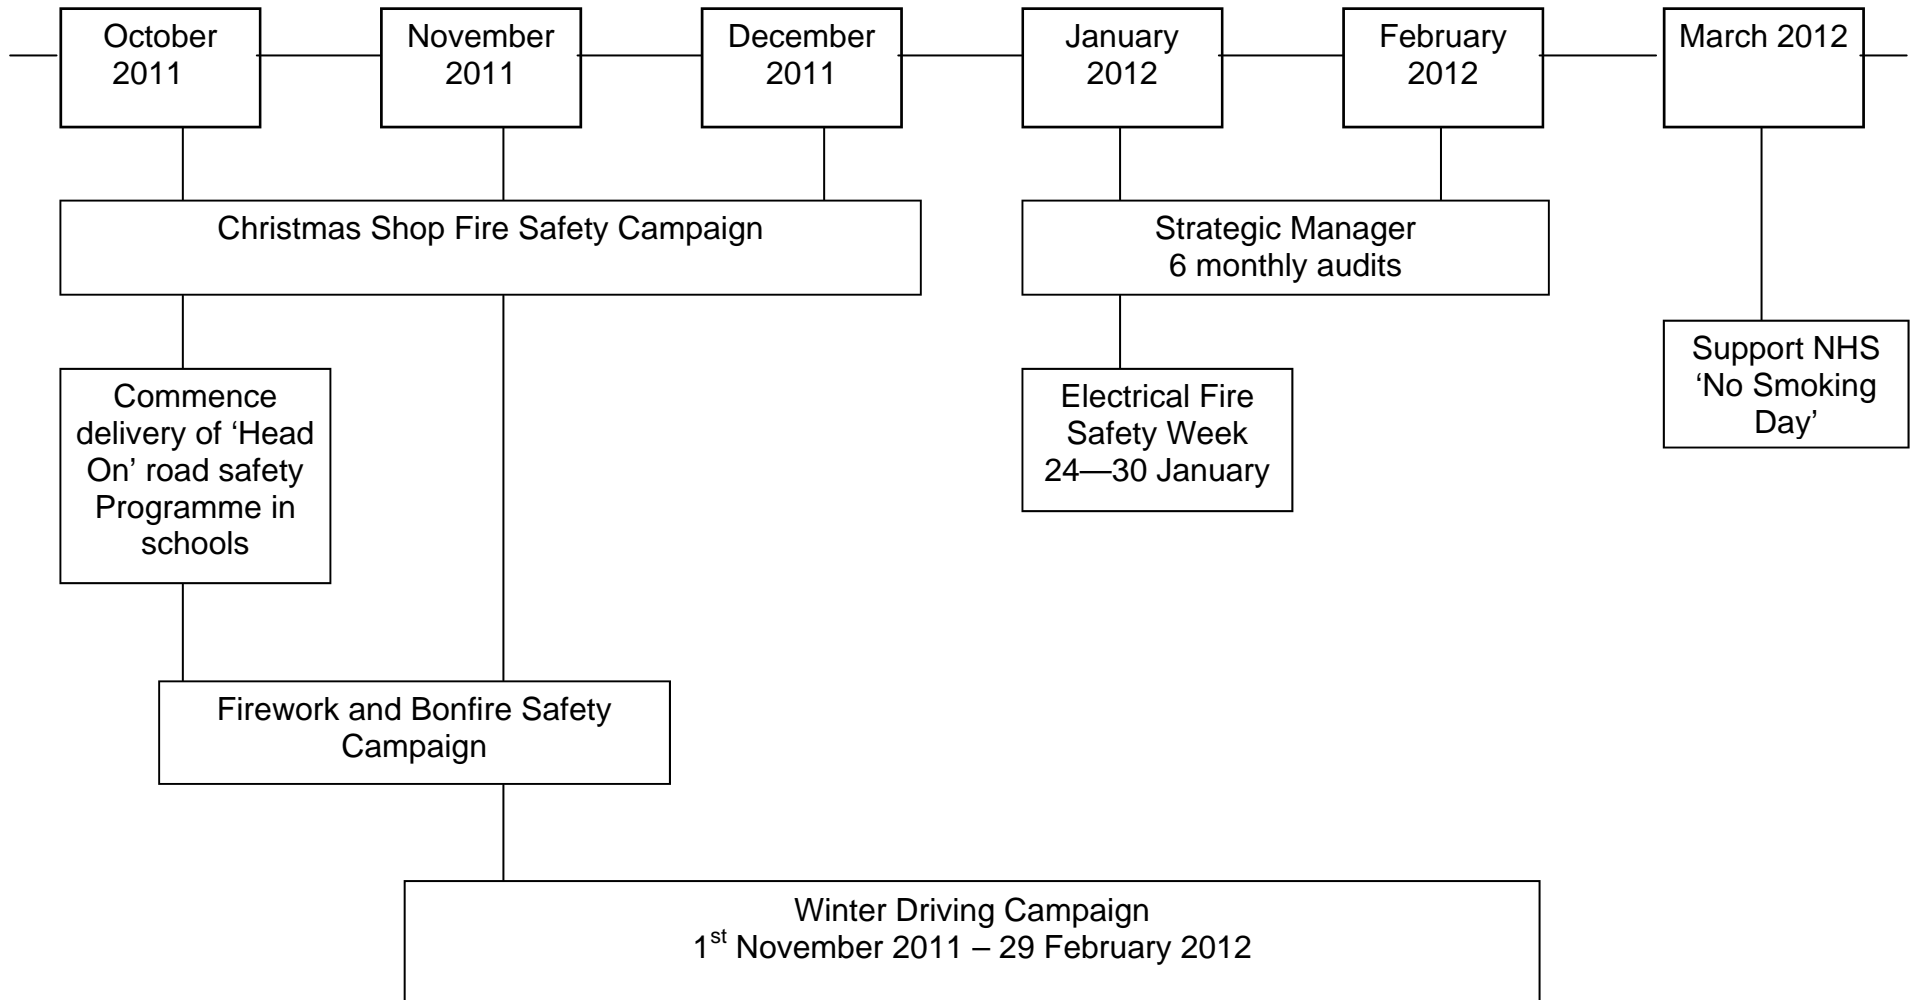 October
2011
November
2011
December
2011
January
2012
February
2012
March 2012
Christmas Shop Fire Safety Campaign
Strategic Manager
6 monthly audits
Commence
delivery of ‘Head
On’ road safety
Programme in
schools
Electrical Fire
Safety Week
24—30 January
Support NHS
‘No Smoking
Day’
Firework and Bonfire Safety
Campaign
Winter Driving Campaign
1st November 2011 – 29 February 2012